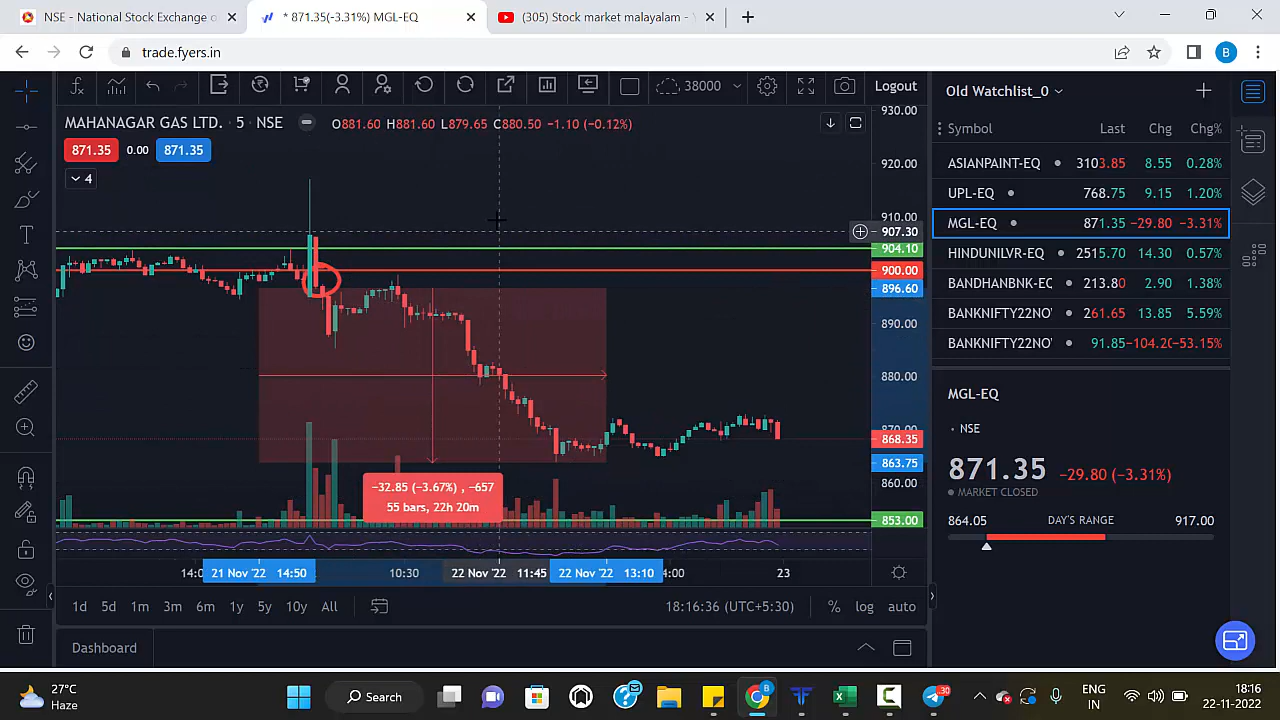 NSE - National Stock Exchange o
* 871.35(-3.31%) MGL-EQ
(305) Stock market malayalam -
trade.fyers.in
B
38000
Logout
Old Watchlist_0
MAHANAGAR GAS LTD. · 5 · NSE
O881.60 H881.60 L879.65 C880.50 -1.10 (-0.12%)
871.35 0.00 871.35
4
930.00
920.00
910.00
907.30
904.10
900.00
896.60
890.00
880.00
870.00
868.35
863.75
860.00
853.00
-32.85 (-3.67%) , -657
55 bars, 22h 20m
21 Nov '22 14:50
10:30
22 Nov '22 11:45
22 Nov '22 13:10
23
1d 5d 1m 3m 6m 1y 5y 10y All
18:16:36 (UTC+5:30)
% log auto
Dashboard
Symbol Last Chg Chg%
ASIANPAINT-EQ 3103.85 8.55 0.28%
UPL-EQ 768.75 9.15 1.20%
MGL-EQ 871.35 -29.80 -3.31%
HINDUNILVR-EQ 2515.70 14.30 0.57%
BANDHANBNK-EQ 213.80 2.90 1.38%
BANKNIFTY22NOV 261.65 13.85 5.59%
BANKNIFTY22NOV 91.85 -104.20 -53.15%
MGL-EQ
NSE
871.35 -29.80 (-3.31%)
MARKET CLOSED
864.05 DAY'S RANGE 917.00
27°C
Haze
Search
30
ENG
IN
18:16
22-11-2022